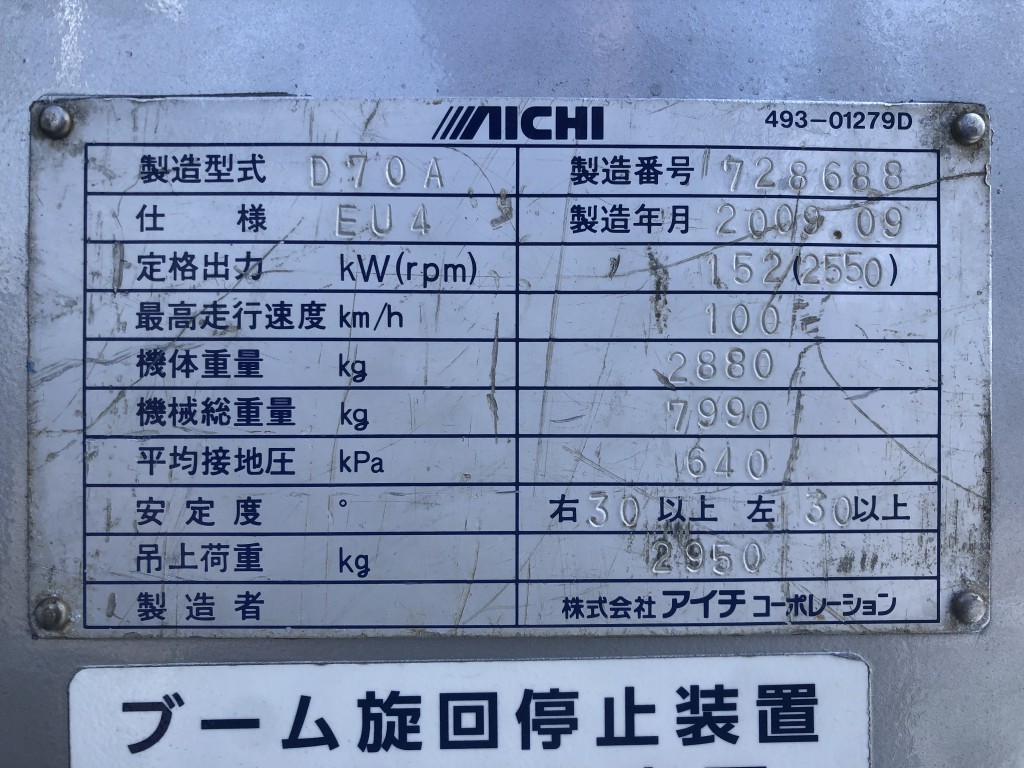 AICHI
493-01279D
製造型式 D70A 製造番号 728688
仕様 EU4 製造年月 2009.09
定格出力 kW(rpm) 152(2550)
最高走行速度 km/h 100
機体重量 kg 2880
機械総重量 kg 7990
平均接地圧 kPa 640
安定度 ° 右30以上 左30以上
吊上荷重 kg 2950
製造者 株式会社アイチコーポレーション
ブーム旋回停止装置